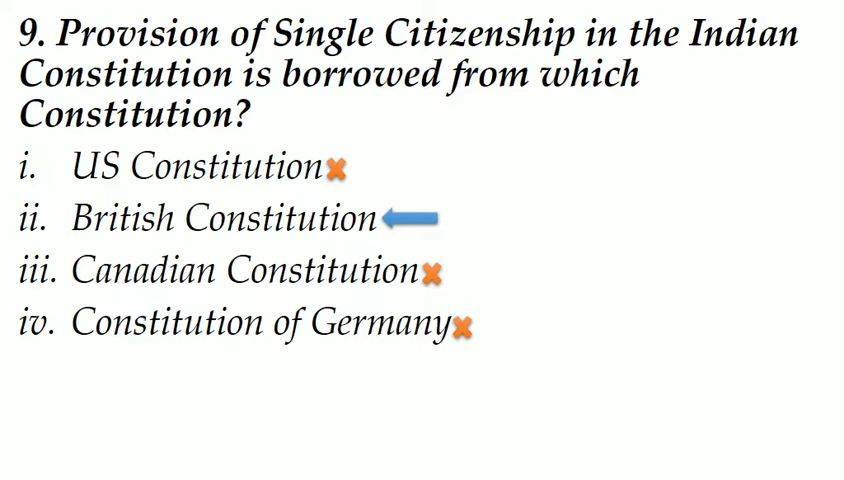 9. Provision of Single Citizenship in the Indian
Constitution is borrowed from which
Constitution?
i. US Constitution
ii. British Constitution
iii. Canadian Constitution
iv. Constitution of Germany